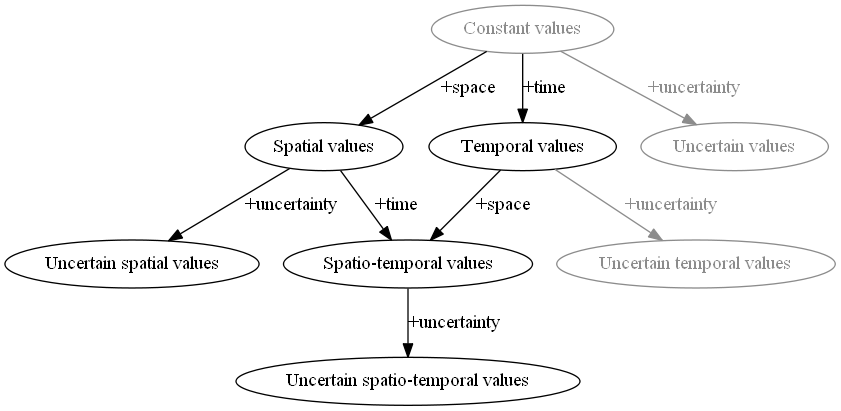 Constant values
+space
+time
+uncertainty
Spatial values
Temporal values
Uncertain values
+uncertainty
+time
+space
+uncertainty
Uncertain spatial values
Spatio-temporal values
Uncertain temporal values
+uncertainty
Uncertain spatio-temporal values